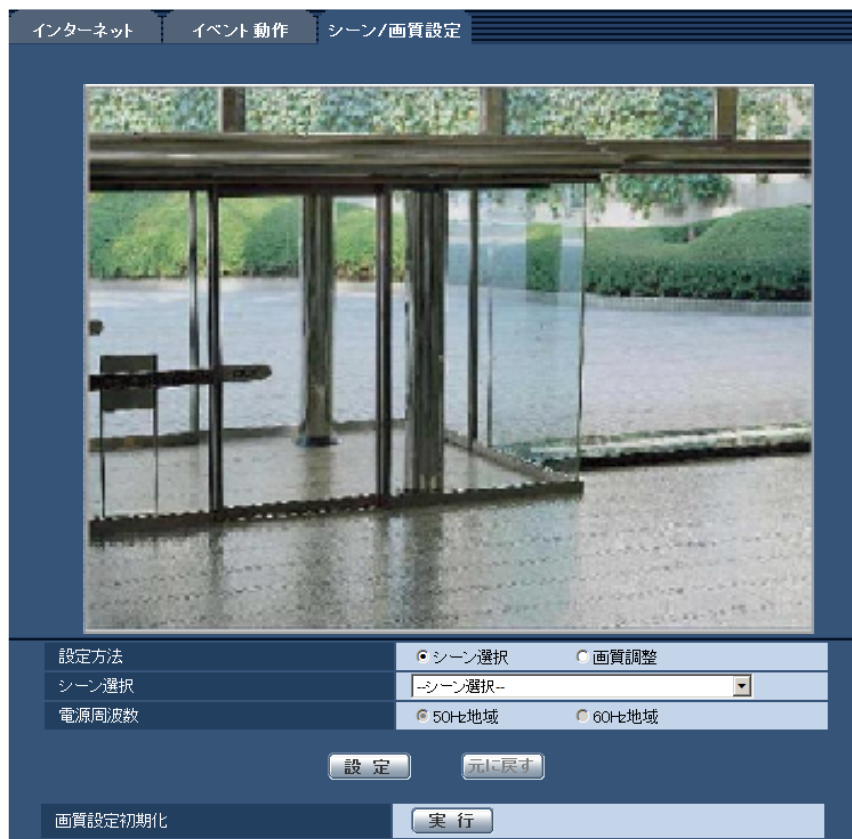 インターネット イベント動作 シーン/画質設定
設定方法 シーン選択 画質調整
シーン選択 --シーン選択--
電源周波数 50Hz地域 60Hz地域
設定 元に戻す
画質設定初期化 実行